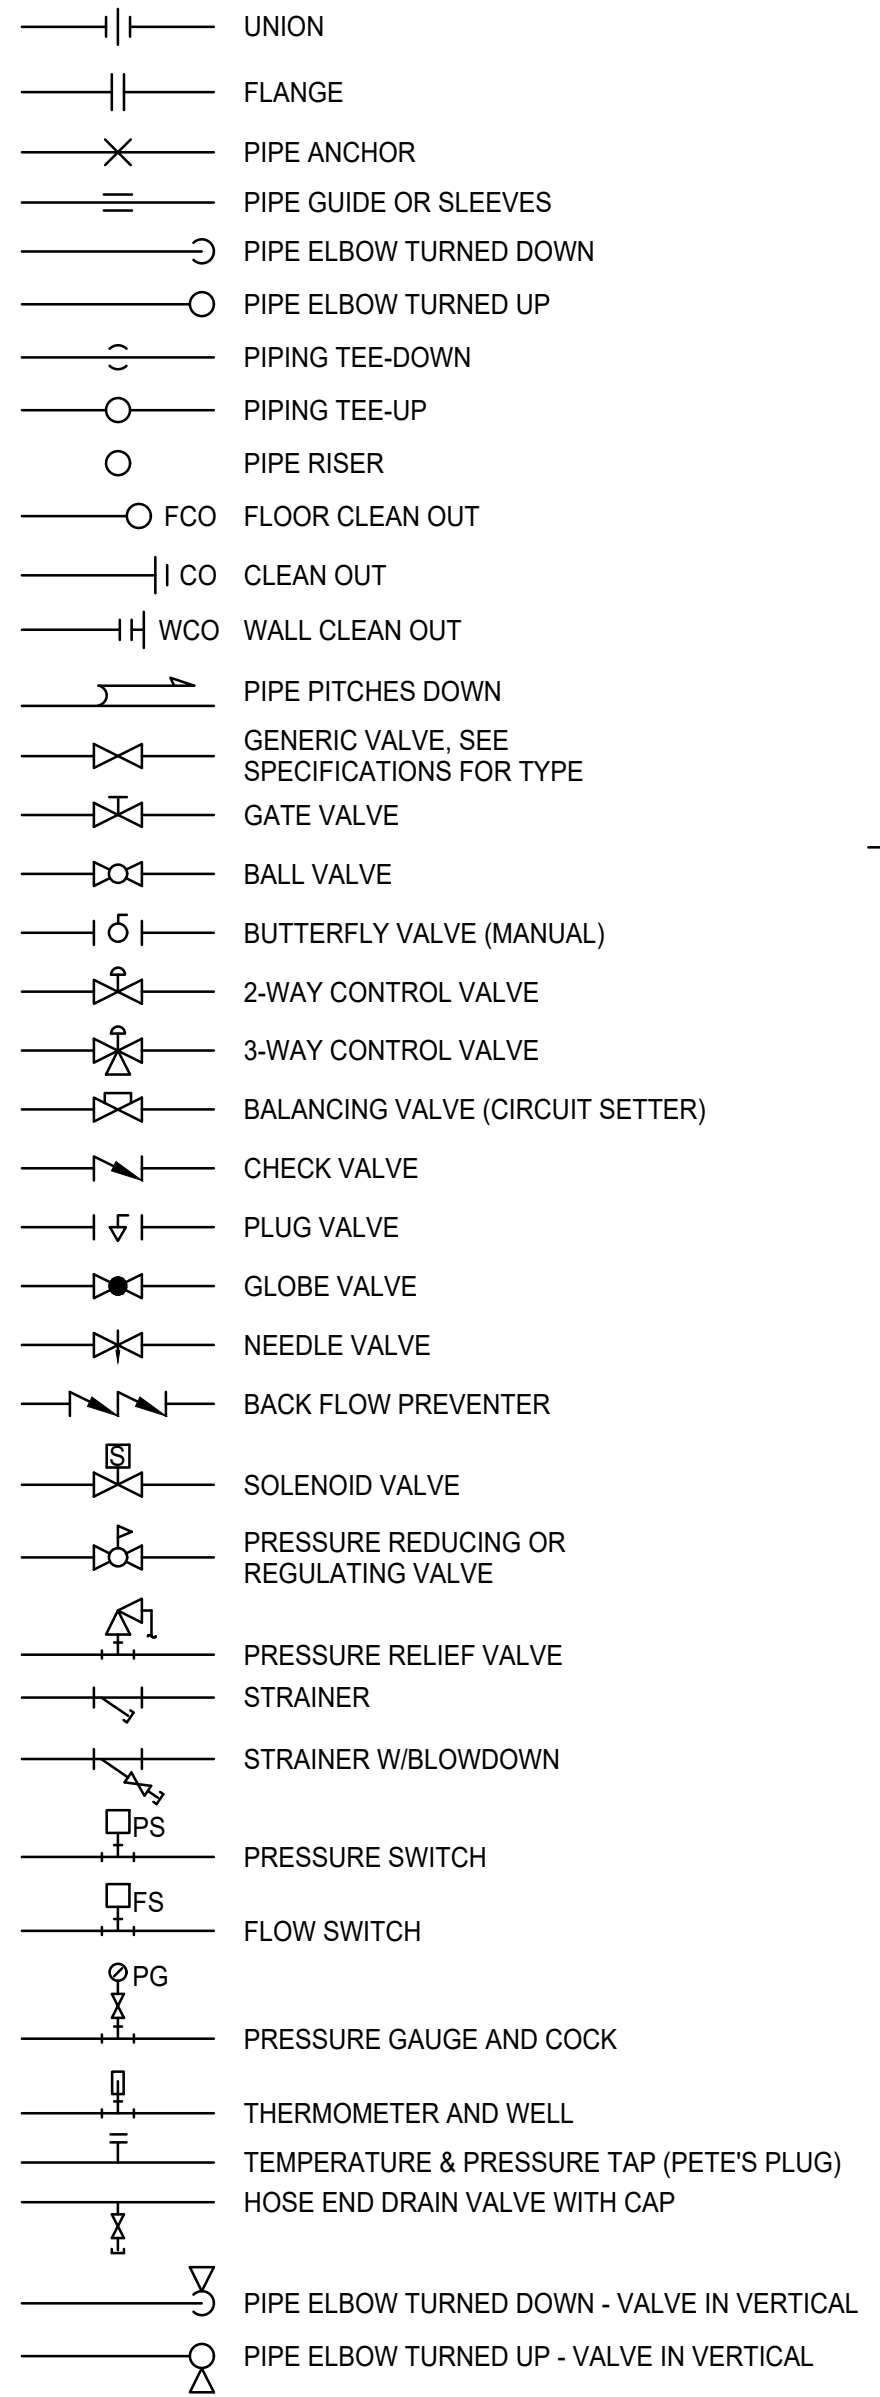 UNION
FLANGE
PIPE ANCHOR
PIPE GUIDE OR SLEEVES
PIPE ELBOW TURNED DOWN
PIPE ELBOW TURNED UP
PIPING TEE-DOWN
PIPING TEE-UP
PIPE RISER
FCO FLOOR CLEAN OUT
CO CLEAN OUT
WCO WALL CLEAN OUT
PIPE PITCHES DOWN
GENERIC VALVE, SEE
SPECIFICATIONS FOR TYPE
GATE VALVE
BALL VALVE
BUTTERFLY VALVE (MANUAL)
2-WAY CONTROL VALVE
3-WAY CONTROL VALVE
BALANCING VALVE (CIRCUIT SETTER)
CHECK VALVE
PLUG VALVE
GLOBE VALVE
NEEDLE VALVE
BACK FLOW PREVENTER
S
SOLENOID VALVE
PRESSURE REDUCING OR
REGULATING VALVE
PRESSURE RELIEF VALVE
STRAINER
STRAINER W/BLOWDOWN
PS
PRESSURE SWITCH
FS
FLOW SWITCH
PG
PRESSURE GAUGE AND COCK
THERMOMETER AND WELL
TEMPERATURE & PRESSURE TAP (PETE'S PLUG)
HOSE END DRAIN VALVE WITH CAP
PIPE ELBOW TURNED DOWN - VALVE IN VERTICAL
PIPE ELBOW TURNED UP - VALVE IN VERTICAL